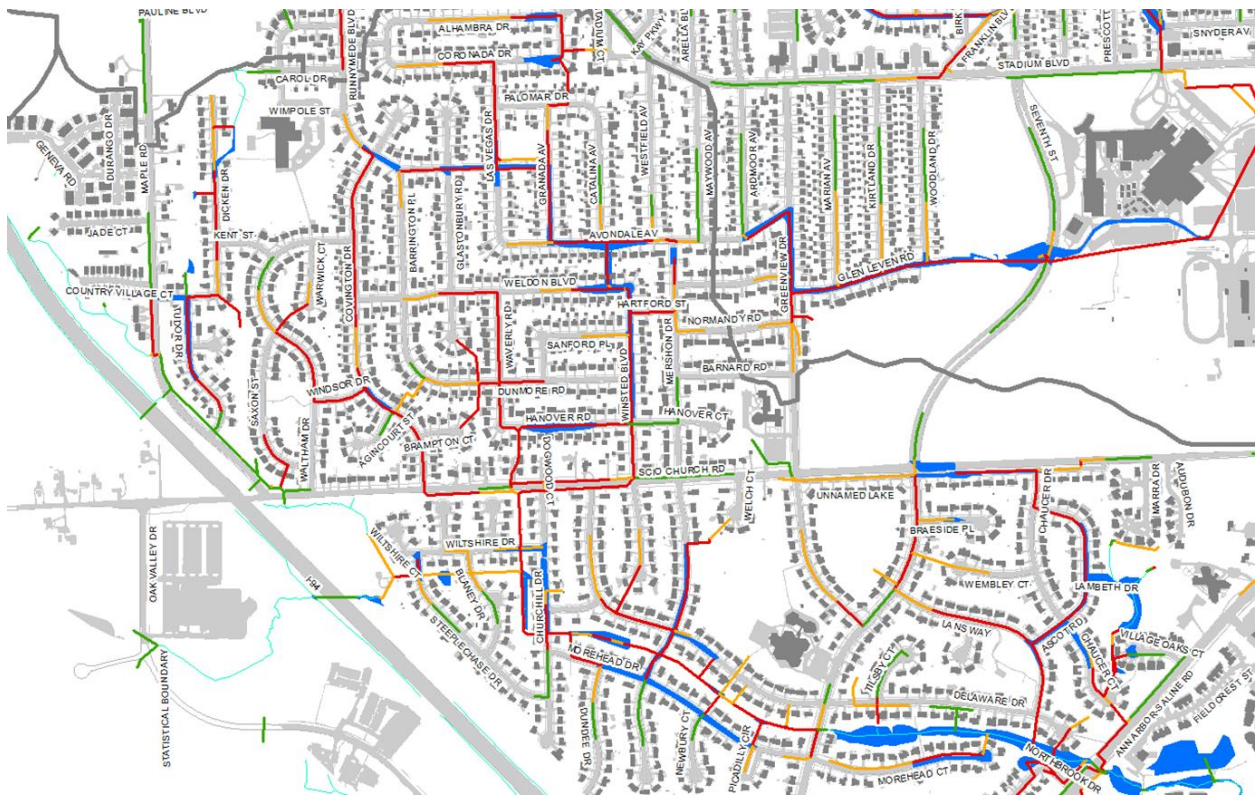 PAULINE BLVD
RUNNYMEDE BLVD
ALHAMBRA DR
CORONADA DR
STADIUM CT
KAY PKWY
ARELLA BLV
FRANKLIN BLV
PRESCOTT
SNYDER AV
STADIUM BLVD
CAROL DR
WIMPOLE ST
PALOMAR DR
GENEVA RD
DURANGO DR
MAPLE RD
DICKEN DR
LAS VEGAS DR
GRANADA AV
CATALINA AV
WESTFIELD AV
MAYWOOD AV
ARDMOOR AV
MARIAN AV
KIRTLAND DR
WOODLAND DR
SEVENTH ST
JADE CT
KENT ST
WARWICK CT
COVINGTON DR
BARRINGTON PL
GLASTONBURY RD
AVONDALE AV
GREENVIEW DR
GLEN LEVEN RD
COUNTRY VILLAGE CT
TUDOR DR
WELDON BLVD
HARTFORD ST
NORMANDY RD
WAVERLY RD
SANFORD PL
WINSTED BLVD
MERSHON DR
BARNARD RD
SAXON ST
WINDSOR DR
DUNMORE RD
WALTHAM DR
AGINCOURT ST
BRAMPTON CT
HANOVER RD
HANOVER CT
DOGWOOD CT
SCIO CHURCH RD
WELCH CT
UNNAMED LAKE
CHAUCER DR
MARRA DR
AUDUBON DR
OAK VALLEY DR
I-94
WILTSHIRE CT
WILTSHIRE DR
BLANEY DR
CHURCHILL DR
BRAESIDE PL
WEMBLEY CT
LAMBETH DR
STEEPLECHASE DR
MOREHEAD DR
LANSWAY
ASCOT RD
CHAUCER CT
VILLAGE OAKS CT
TILSBY CT
DELAWARE DR
ANN ARBOR-SALINE RD
FIELDCREST ST
STATISTICAL BOUNDARY
DUNDEE DR
NEWBURY CT
PICADILLY CIR
MOREHEAD CT
NORTHBROOK DR